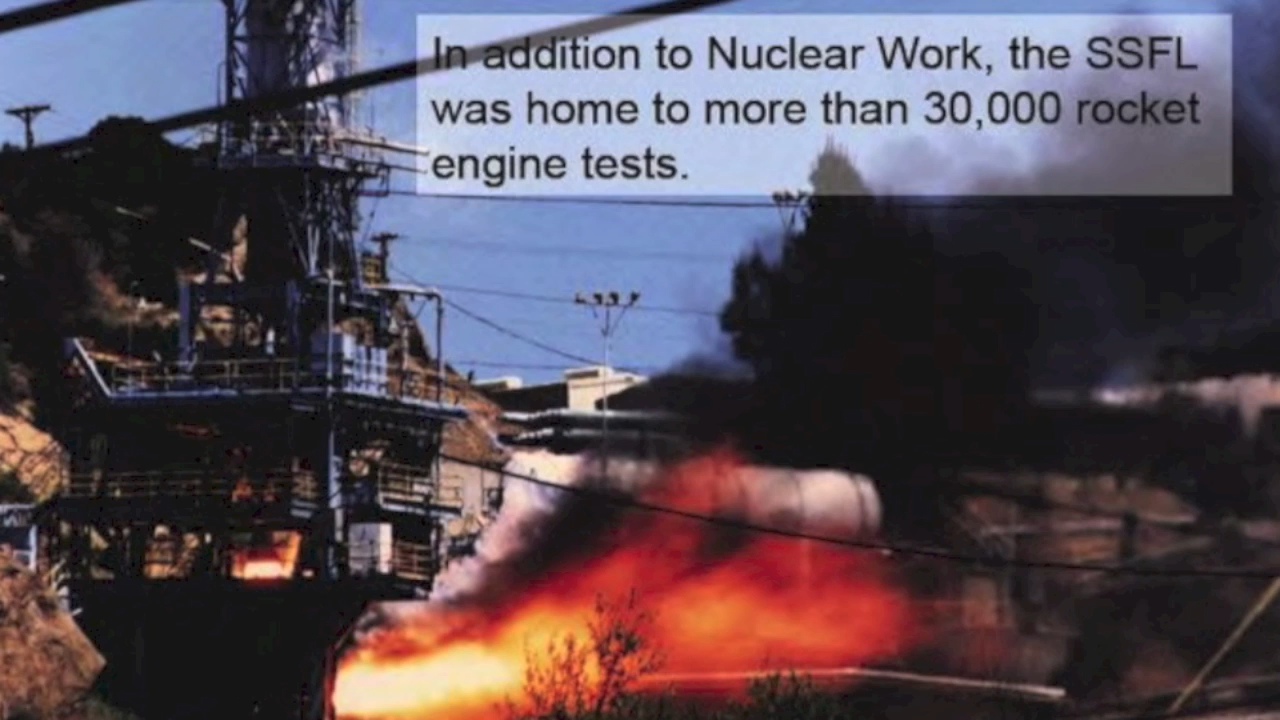 In addition to Nuclear Work, the SSFL
was home to more than 30,000 rocket
engine tests.